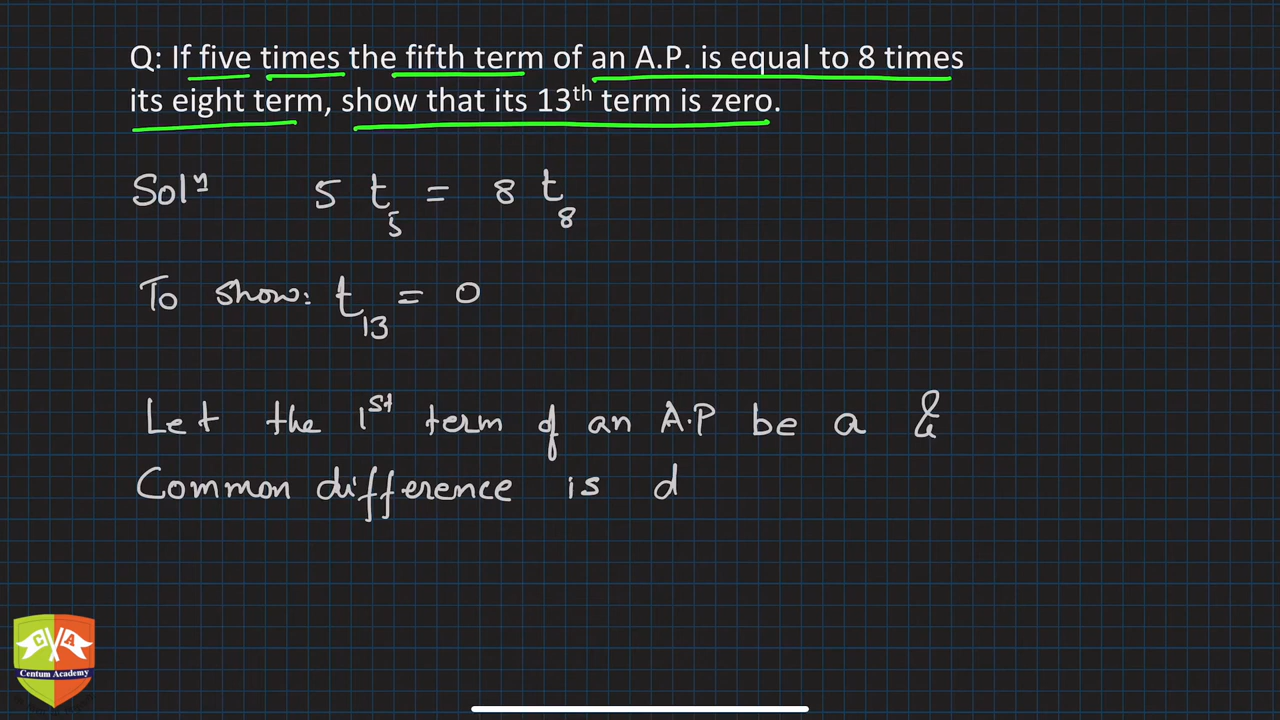 Q: If five times the fifth term of an A.P. is equal to 8 times
its eight term, show that its 13th term is zero.
Solⁿ 5 t₅ = 8 t₈
To show: t₁₃ = 0
Let the 1st term of an A.P be a &
Common difference is d
C A
Centum Academy